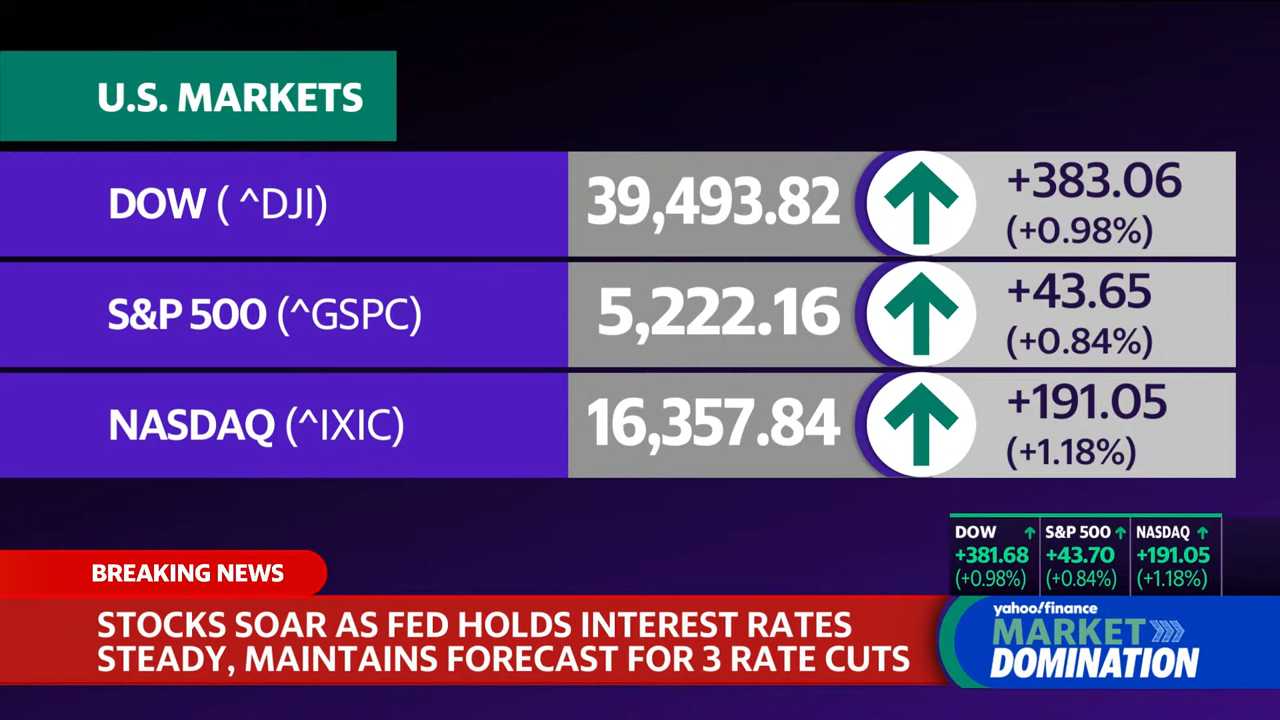 U.S. MARKETS
DOW ( ^DJI) 39,493.82 +383.06
(+0.98%)
S&P 500 (^GSPC) 5,222.16 +43.65
(+0.84%)
NASDAQ (^IXIC) 16,357.84 +191.05
(+1.18%)
DOW S&P 500 NASDAQ
+381.68 +43.70 +191.05
(+0.98%) (+0.84%) (+1.18%)
BREAKING NEWS
STOCKS SOAR AS FED HOLDS INTEREST RATES
STEADY, MAINTAINS FORECAST FOR 3 RATE CUTS
yahoo!finance
MARKET
DOMINATION